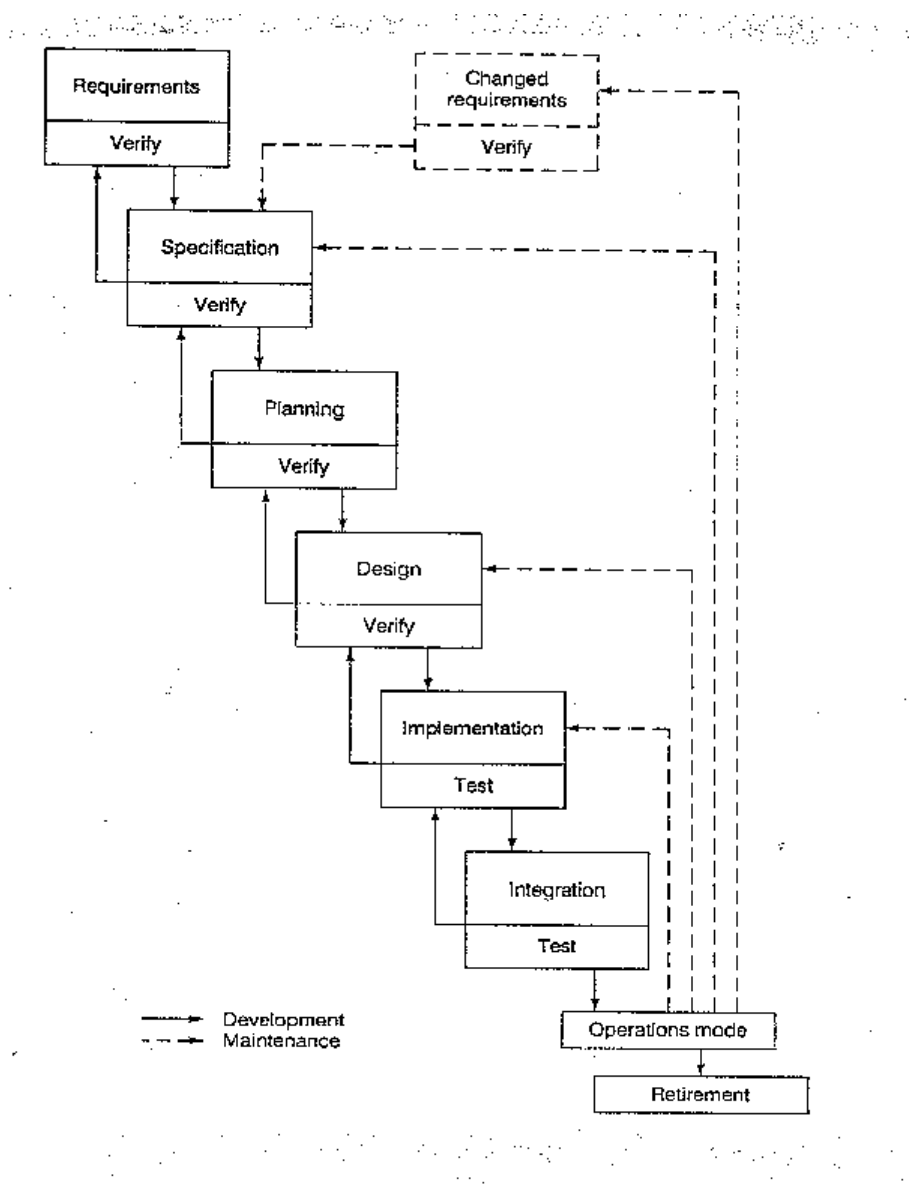 Requirements
Verify
Changed
requirements
Verify
Specification
Verify
Planning
Verify
Design
Verify
Implementation
Test
Integration
Test
Development
Maintenance
Operations mode
Retirement